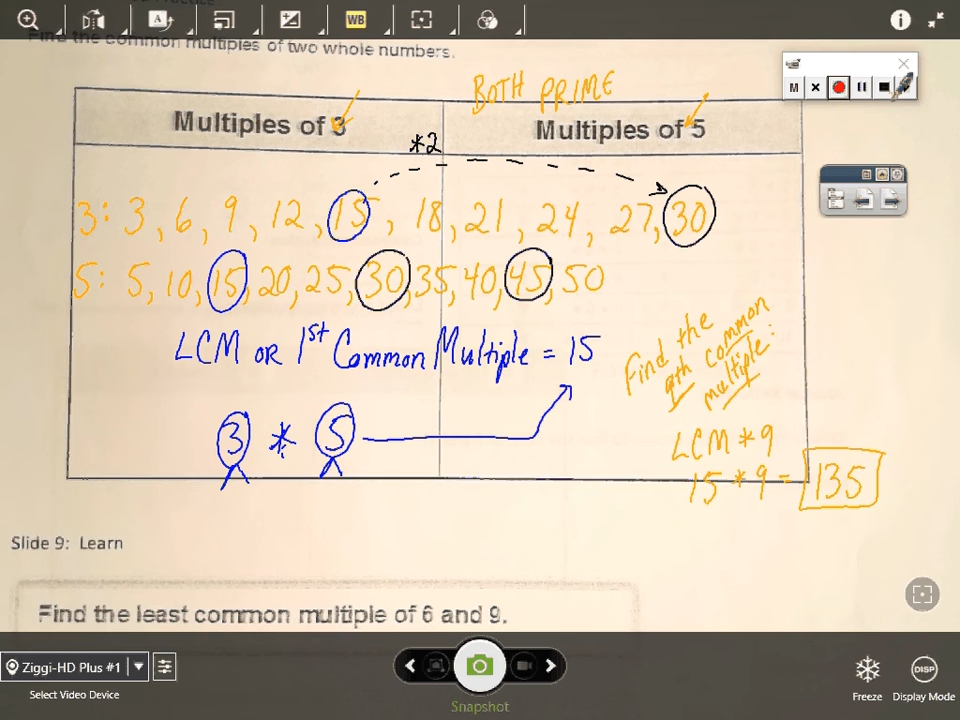 WB
Find the common multiples of two whole numbers.
BOTH PRIME
Multiples of 3
Multiples of 5
*2
3: 3, 6, 9, 12, 15, 18, 21, 24, 27, 30
5: 5, 10, 15, 20, 25, 30, 35, 40, 45, 50
LCM OR 1st Common Multiple = 15
3 * 5
Find the
9th common
multiple:
LCM * 9
15 * 9 = 135
Slide 9: Learn
Find the least common multiple of 6 and 9.
Ziggi-HD Plus #1
Select Video Device
Snapshot
Freeze
DISP
Display Mode